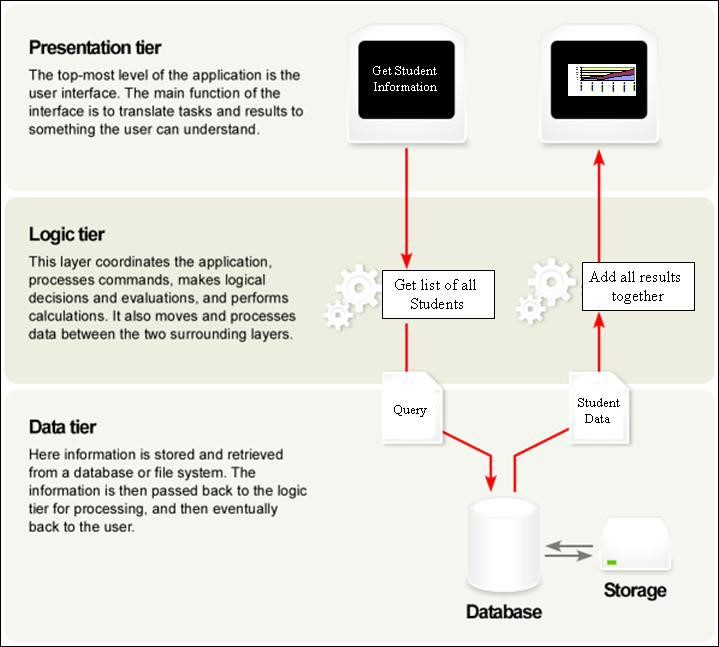 Presentation tier
The top-most level of the application is the
user interface. The main function of the
interface is to translate tasks and results to
something the user can understand.
Get Student
Information
Logic tier
This layer coordinates the application,
processes commands, makes logical
decisions and evaluations, and performs
calculations. It also moves and processes
data between the two surrounding layers.
Get list of all
Students
Add all results
together
Data tier
Here information is stored and retrieved
from a database or file system. The
information is then passed back to the logic
tier for processing, and then eventually
back to the user.
Query
Student
Data
Database
Storage